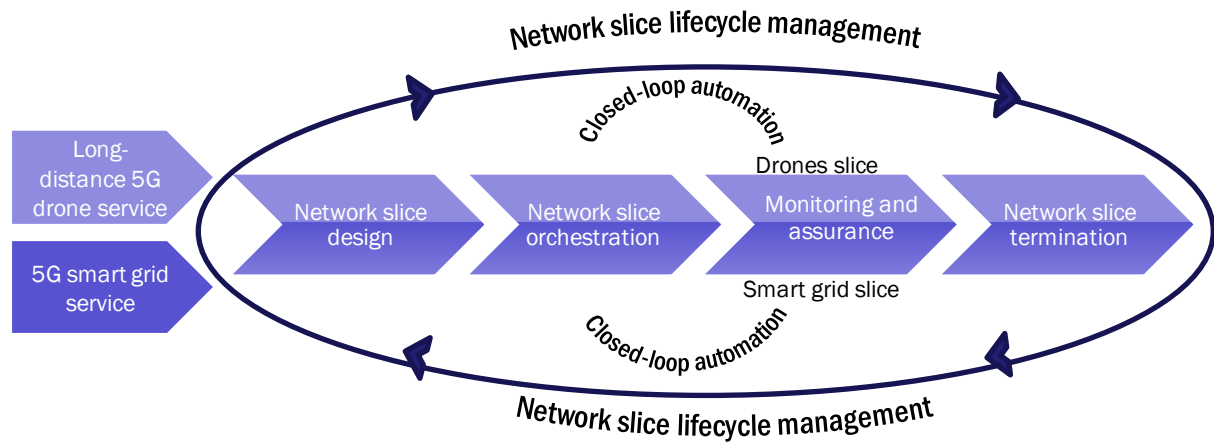 Network slice lifecycle management
Closed-loop automation
Long-
distance 5G
drone service
5G smart grid
service
Network slice
design
Network slice
orchestration
Drones slice
Monitoring and
assurance
Smart grid slice
Network slice
termination
Closed-loop automation
Network slice lifecycle management